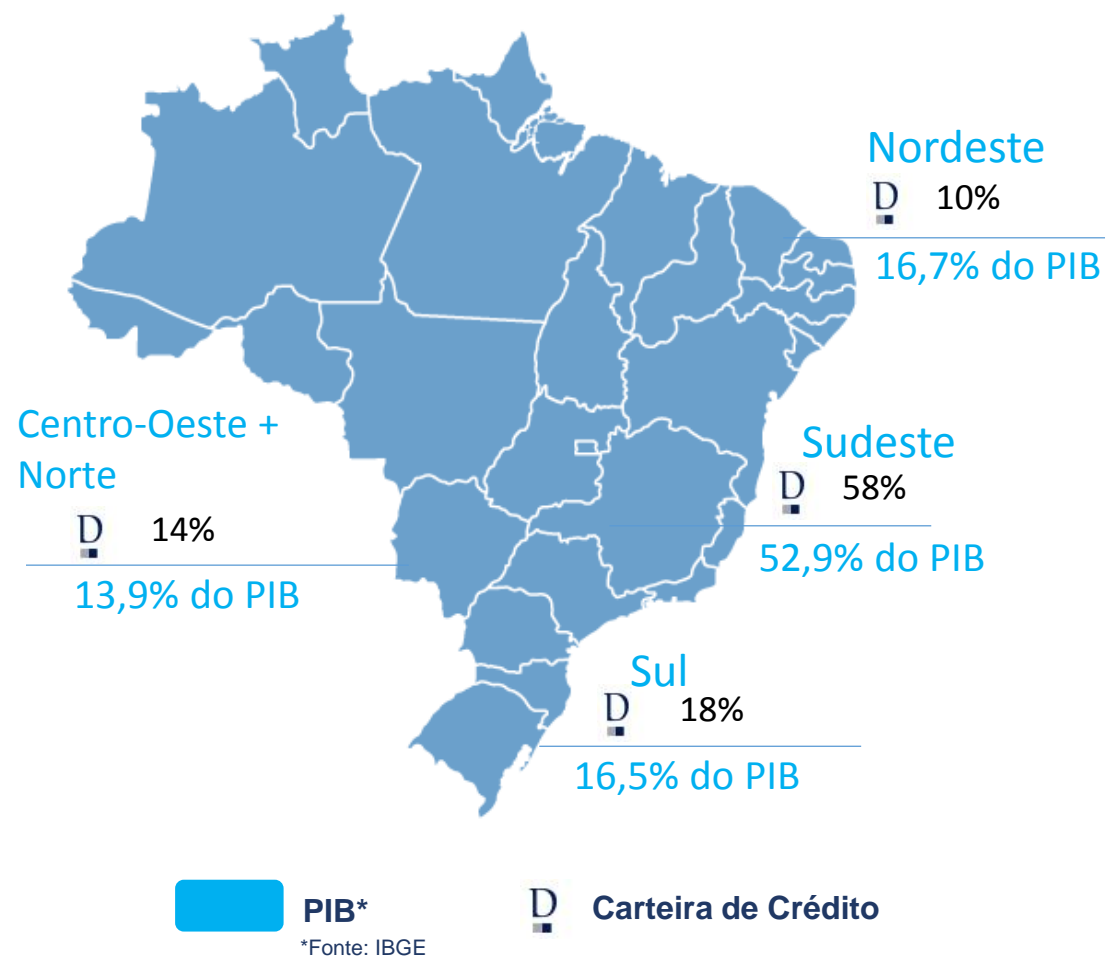 Nordeste
D 10%
16,7% do PIB
Centro-Oeste +
Norte
D 14%
13,9% do PIB
Sudeste
D 58%
52,9% do PIB
Sul
D 18%
16,5% do PIB
PIB*
*Fonte: IBGE
D Carteira de Crédito